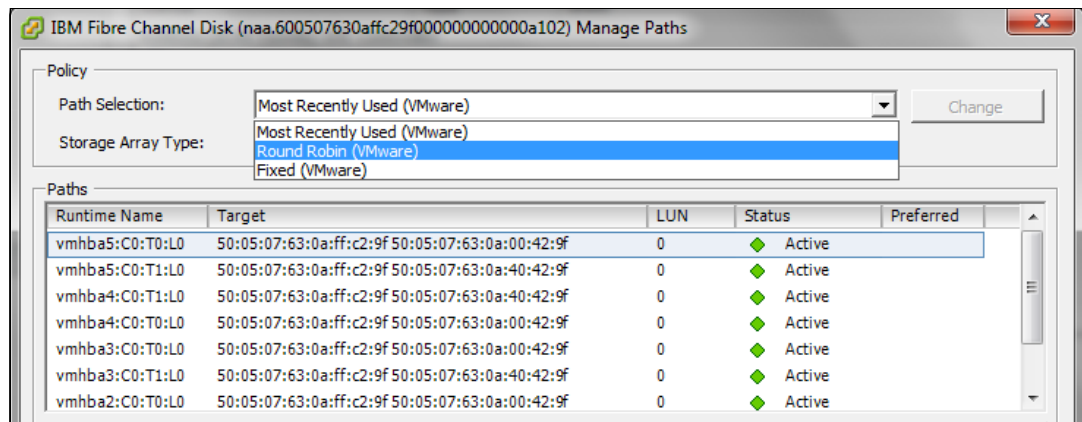 IBM Fibre Channel Disk (naa.600507630affc29f000000000000a102) Manage Paths
Policy
Path Selection: Most Recently Used (VMware) Change
Most Recently Used (VMware)
Storage Array Type: Round Robin (VMware)
Fixed (VMware)
Paths
Runtime Name Target LUN Status Preferred
vmhba5:C0:T0:L0 50:05:07:63:0a:ff:c2:9f 50:05:07:63:0a:00:42:9f 0 Active
vmhba5:C0:T1:L0 50:05:07:63:0a:ff:c2:9f 50:05:07:63:0a:40:42:9f 0 Active
vmhba4:C0:T1:L0 50:05:07:63:0a:ff:c2:9f 50:05:07:63:0a:40:42:9f 0 Active
vmhba4:C0:T0:L0 50:05:07:63:0a:ff:c2:9f 50:05:07:63:0a:00:42:9f 0 Active
vmhba3:C0:T0:L0 50:05:07:63:0a:ff:c2:9f 50:05:07:63:0a:00:42:9f 0 Active
vmhba3:C0:T1:L0 50:05:07:63:0a:ff:c2:9f 50:05:07:63:0a:40:42:9f 0 Active
vmhba2:C0:T0:L0 50:05:07:63:0a:ff:c2:9f 50:05:07:63:0a:00:42:9f 0 Active